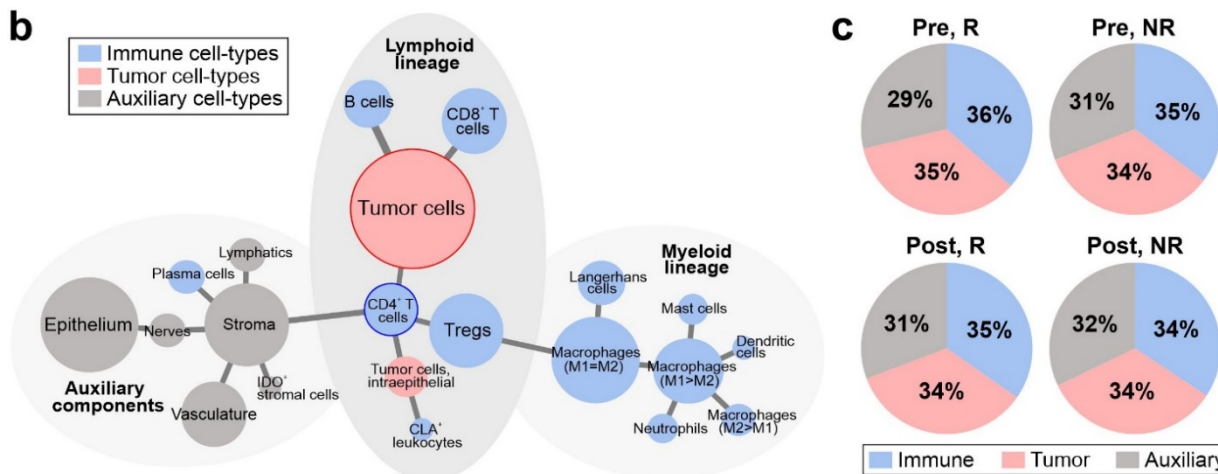 b
Immune cell-types
Tumor cell-types
Auxiliary cell-types
Lymphoid
lineage
B cells
CD8⁺ T
cells
Tumor cells
Lymphatics
Plasma cells
Epithelium
Nerves
Stroma
CD4⁺ T
cells
Tregs
Tumor cells,
intraepithelial
CLA⁺
leukocytes
Auxiliary
components
Vasculature
IDO⁺
stromal cells
Myeloid
lineage
Langerhans
cells
Mast cells
Macrophages
(M1=M2)
Macrophages
(M1>M2)
Dendritic
cells
Neutrophils
Macrophages
(M2>M1)
c
Pre, R
29%
36%
35%
Pre, NR
31%
35%
34%
Post, R
31%
35%
34%
Post, NR
32%
34%
34%
Immune
Tumor
Auxiliary